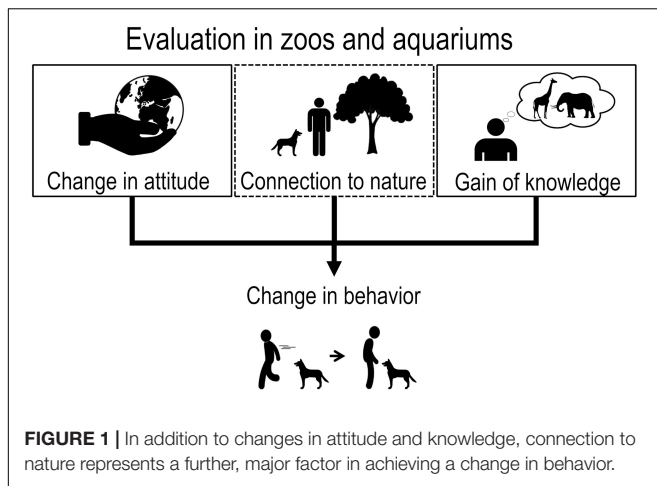 Evaluation in zoos and aquariums
Change in attitude
Connection to nature
Gain of knowledge
Change in behavior
FIGURE 1 | In addition to changes in attitude and knowledge, connection to
nature represents a further, major factor in achieving a change in behavior.